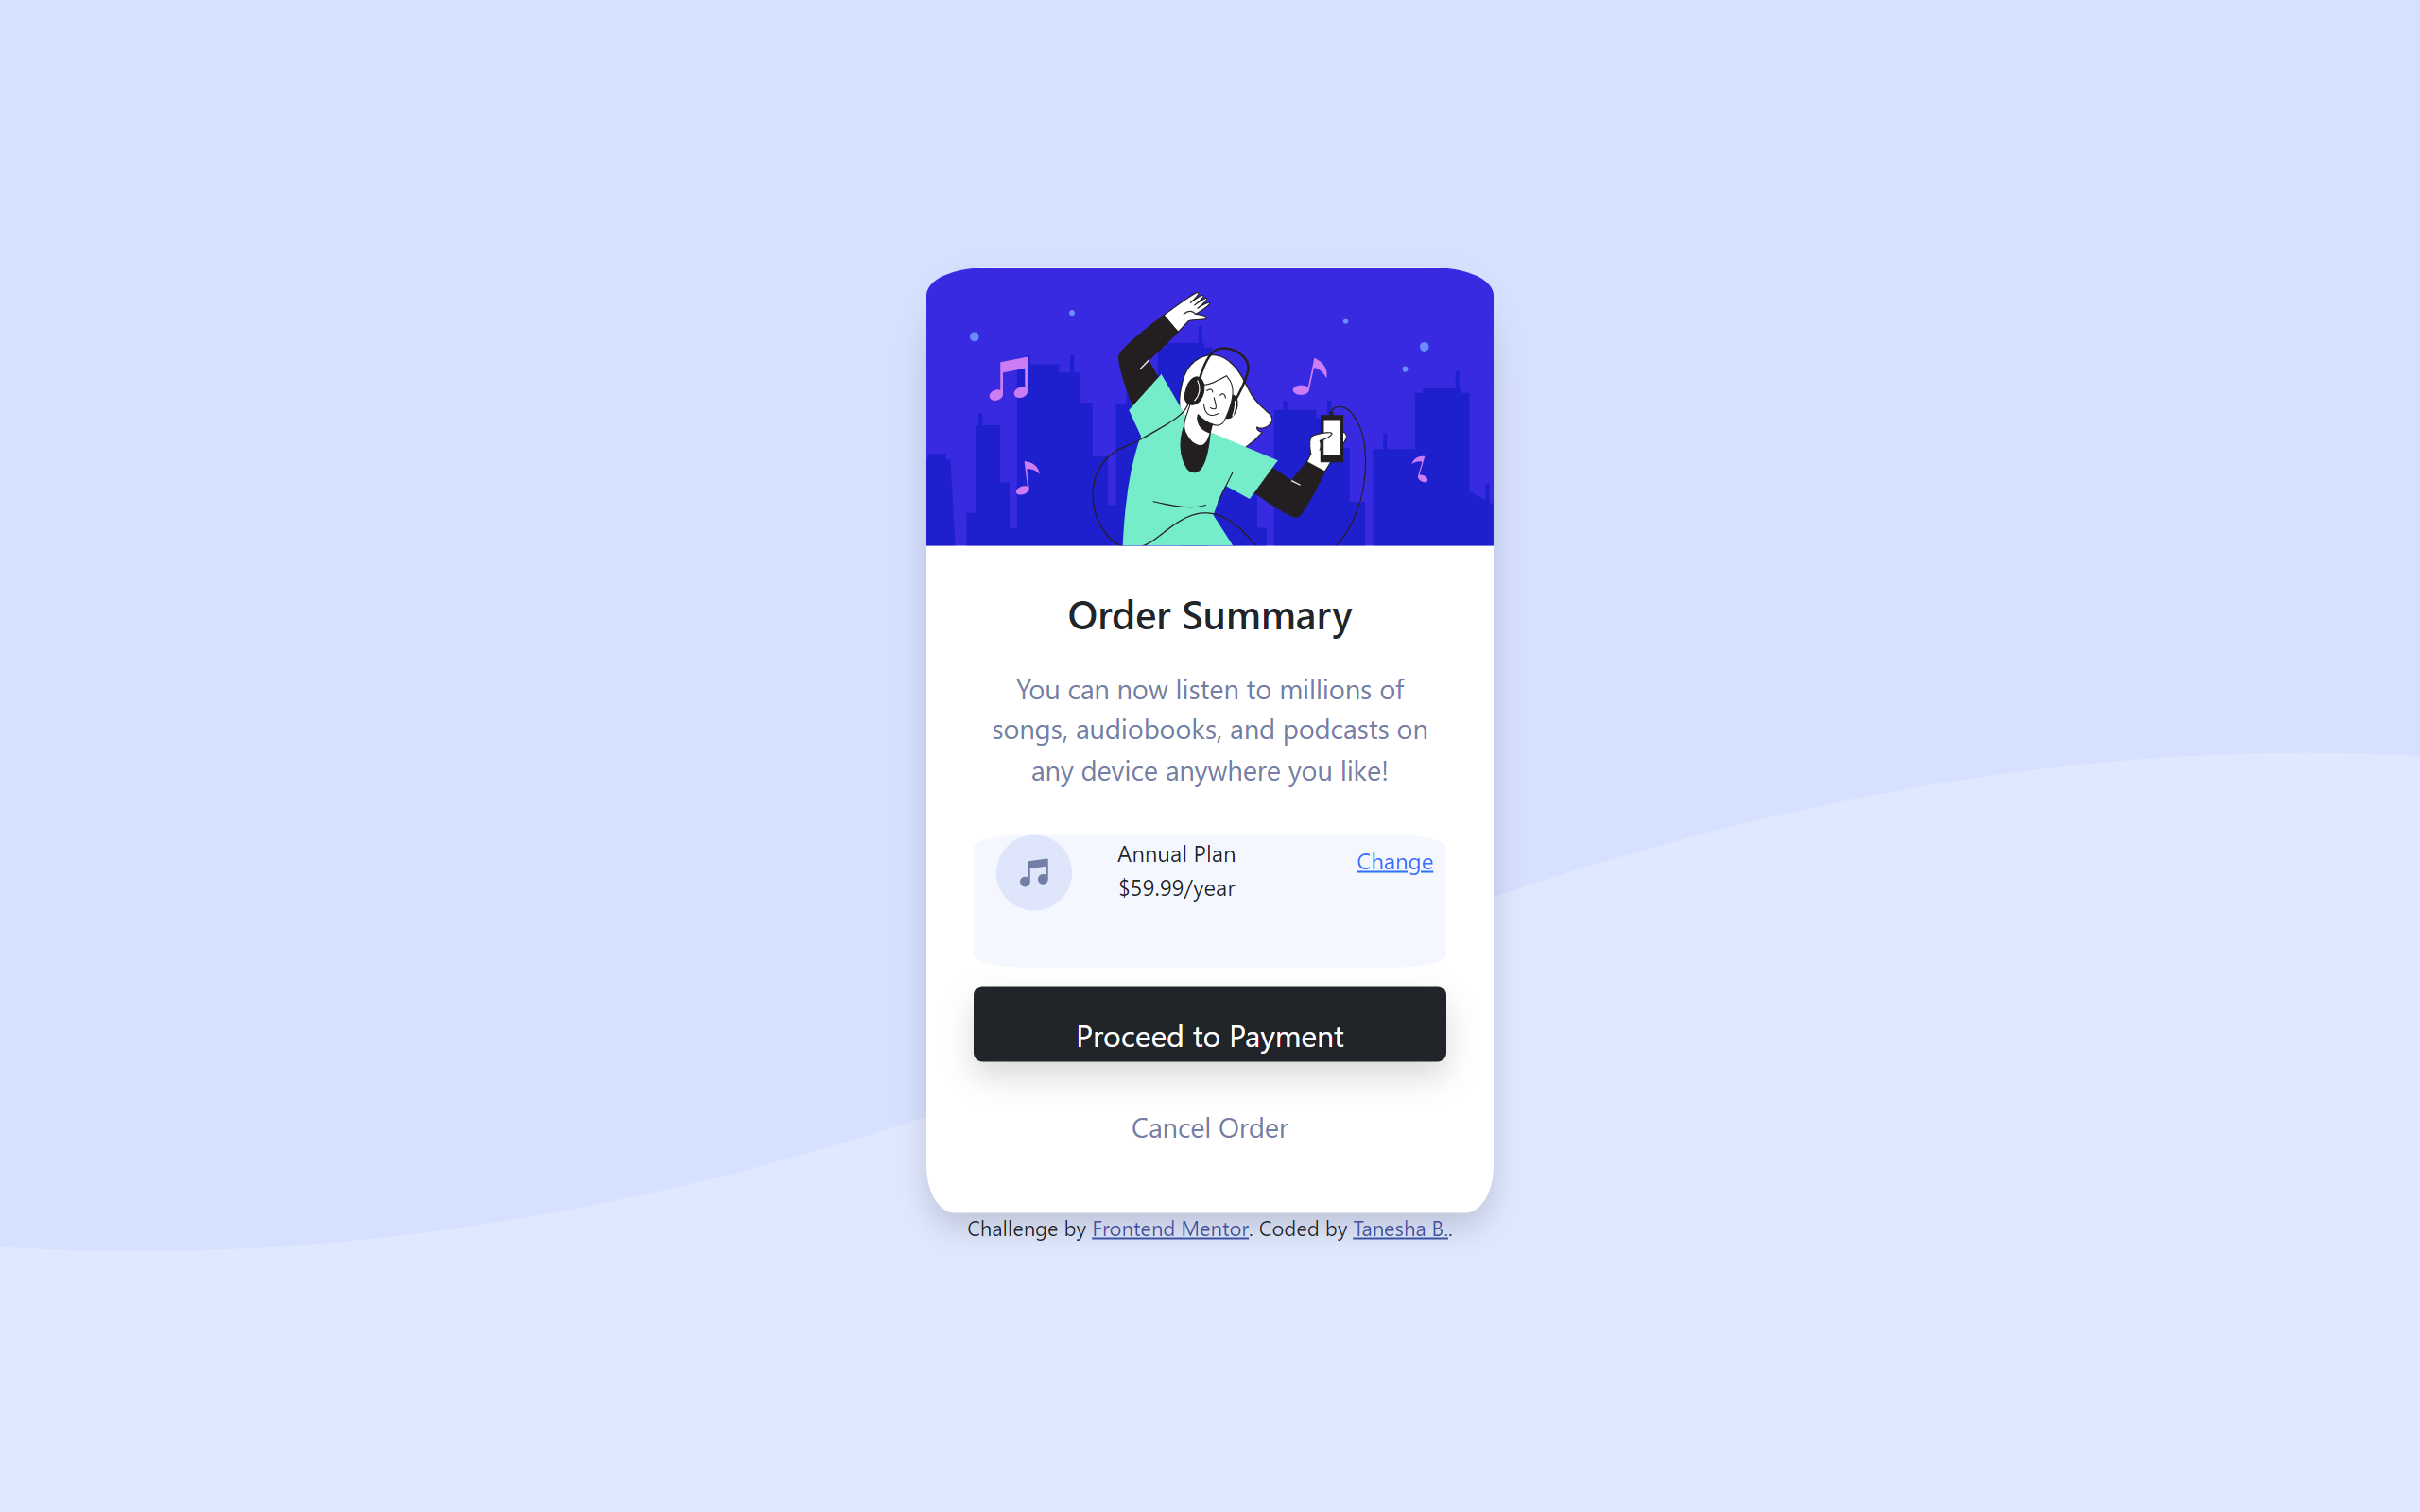 Order Summary
You can now listen to millions of
songs, audiobooks, and podcasts on
any device anywhere you like!
Annual Plan
$59.99/year
Change
Proceed to Payment
Cancel Order
Challenge by Frontend Mentor. Coded by Tanesha B..